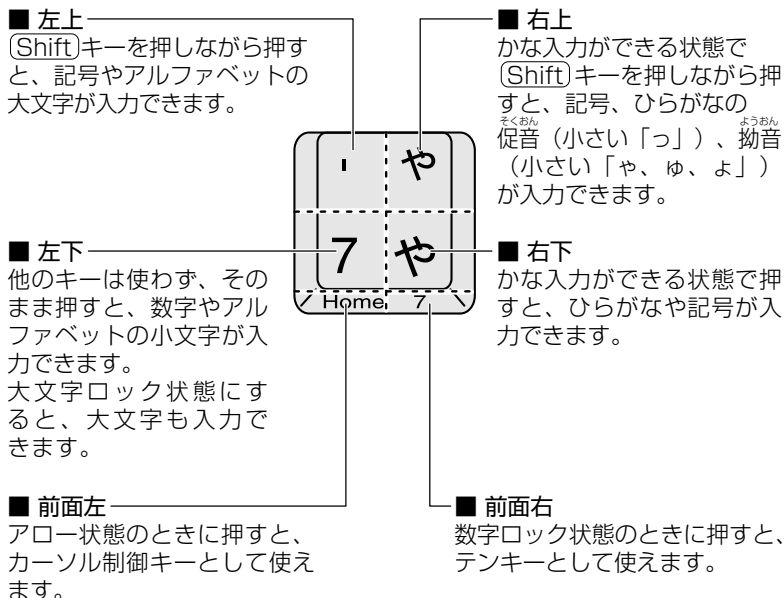 ■ 左上
Shiftキーを押しながら押す
と、記号やアルファベットの
大文字が入力できます。
■ 右上
かな入力ができる状態で
Shiftキーを押しながら押
すと、記号、ひらがなの
そくおん ようおん
促音（小さい「っ」）、拗音
（小さい「ゃ、ゅ、ょ」）
が入力できます。
' ゃ
7 や
Home 7
■ 左下
他のキーは使わず、その
まま押すと、数字やアル
ファベットの小文字が入
力できます。
大文字ロック状態にす
ると、大文字も入力で
きます。
■ 右下
かな入力ができる状態で押
すと、ひらがなや記号が入
力できます。
■ 前面左
アロー状態のときに押すと、
カーソル制御キーとして使え
ます。
■ 前面右
数字ロック状態のときに押すと、
テンキーとして使えます。